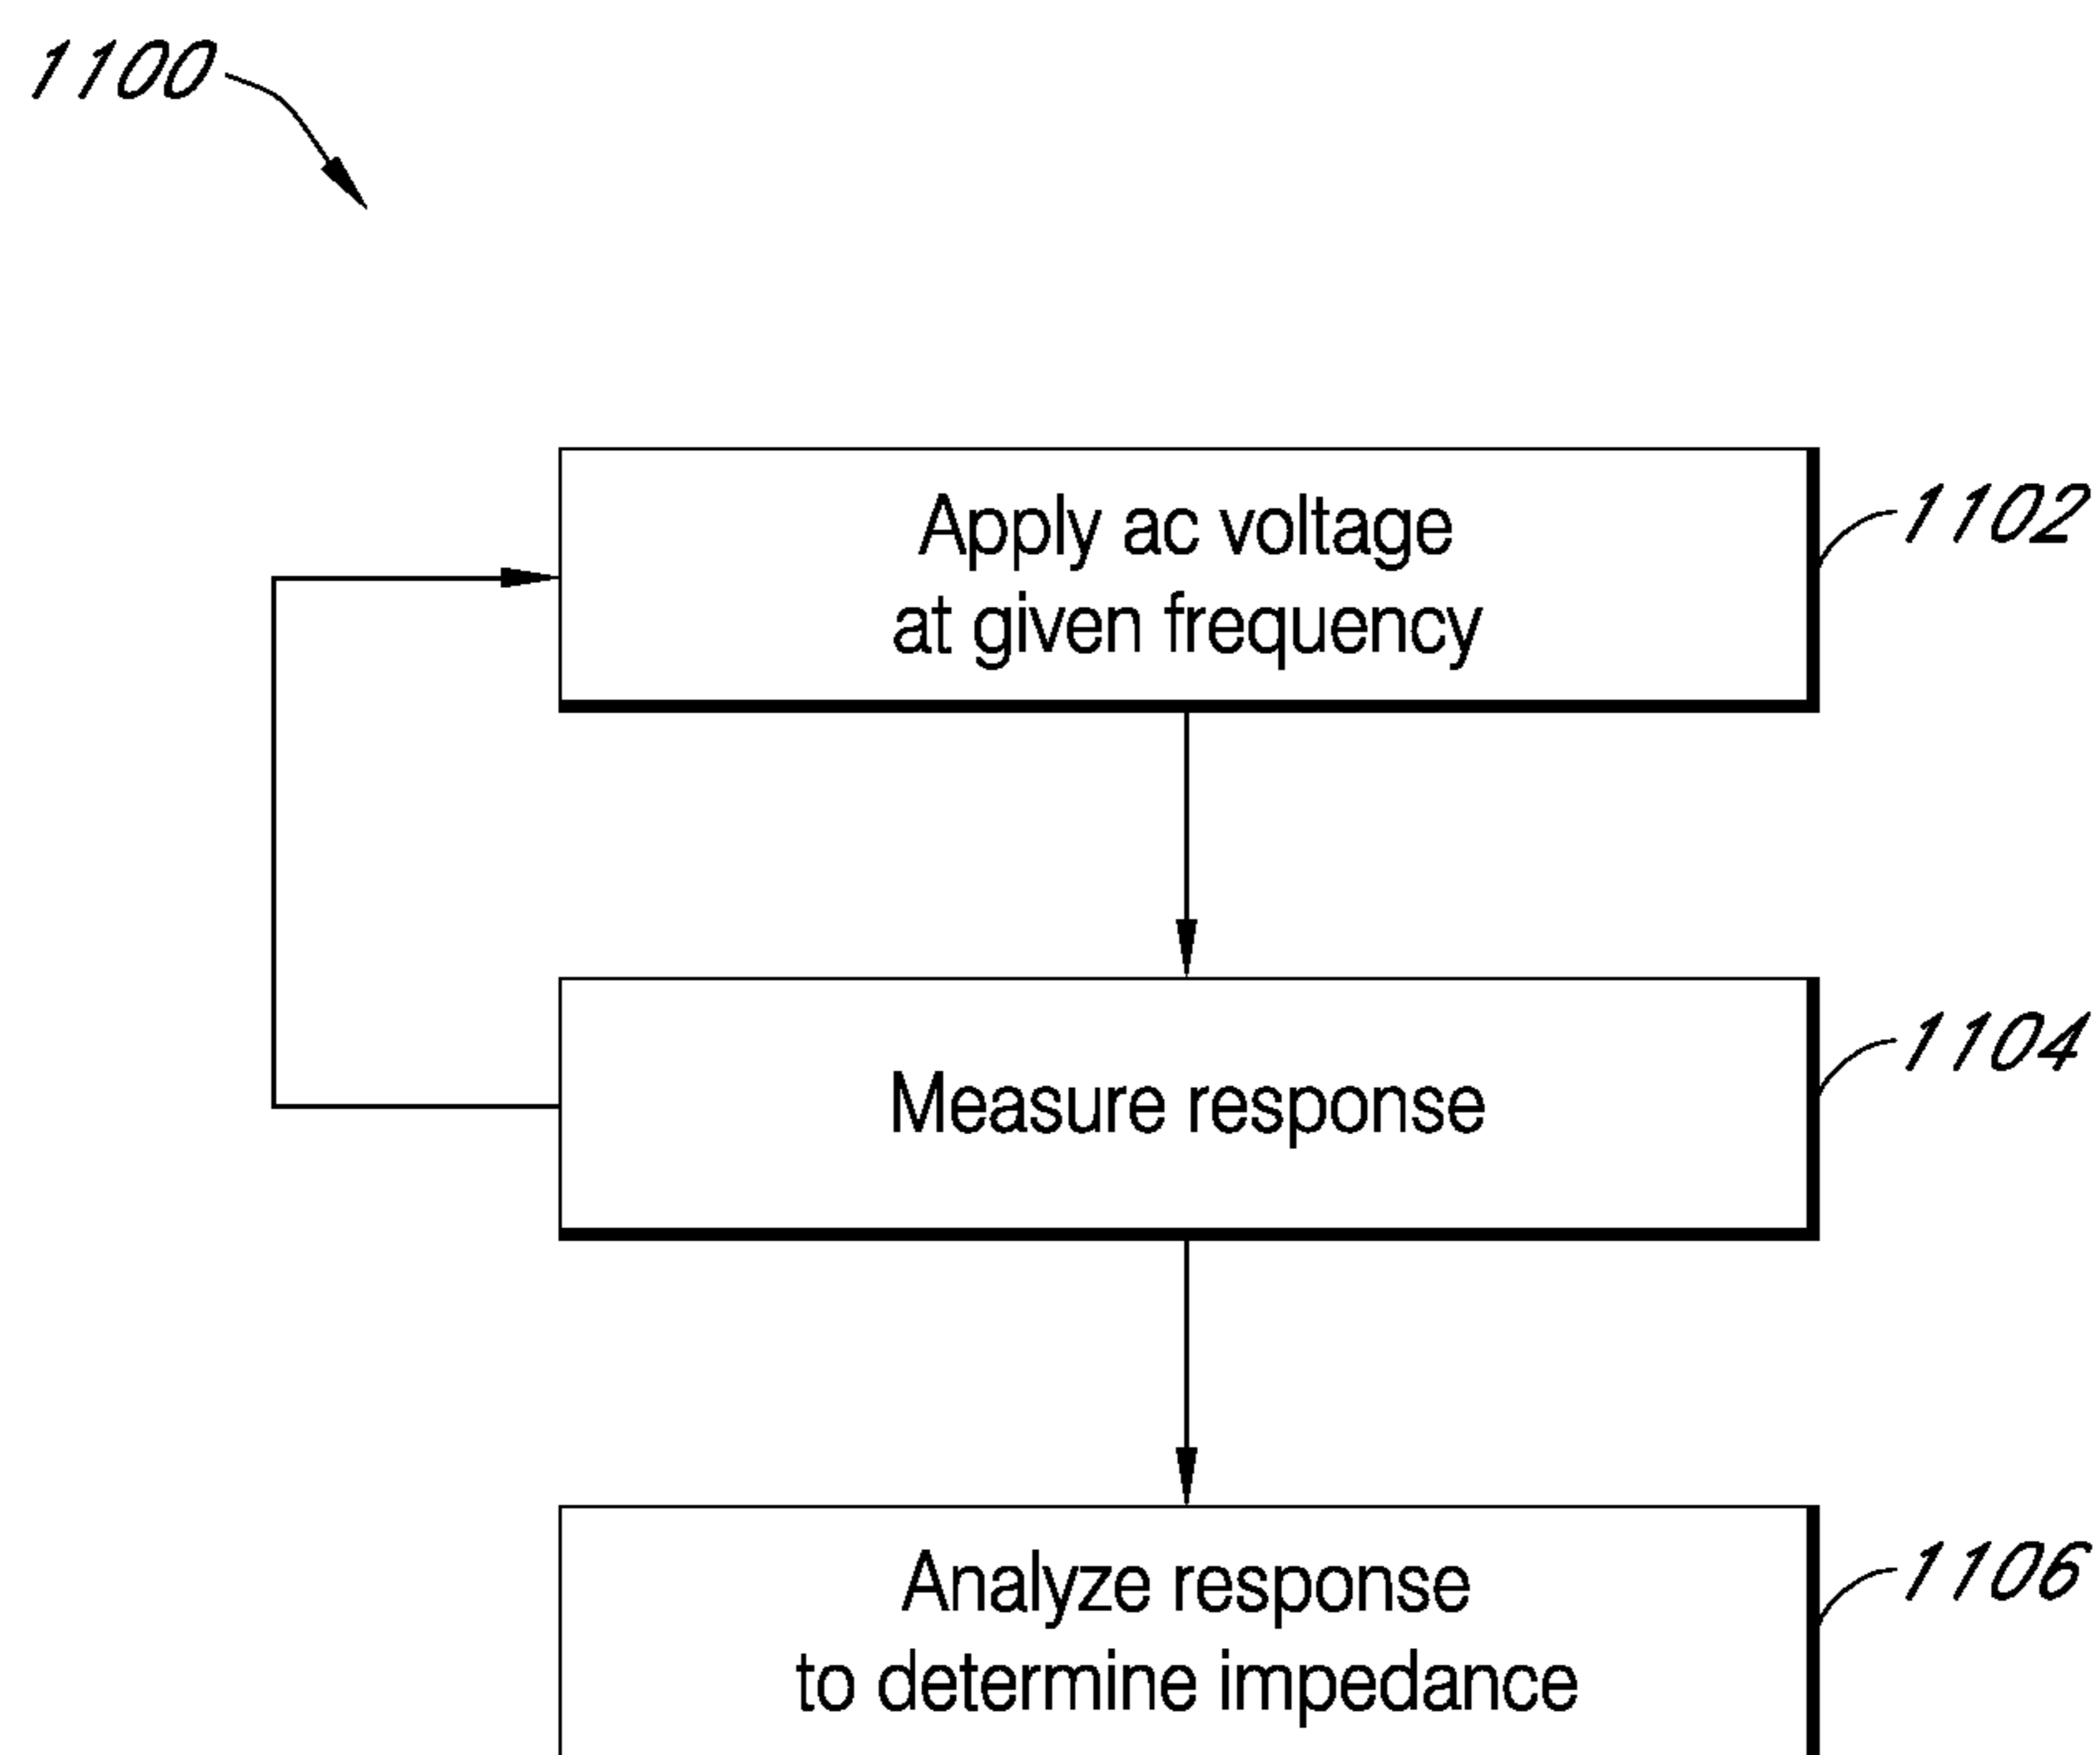 1100
Apply ac voltage
at given frequency
1102
Measure response
1104
Analyze response
to determine impedance
1106